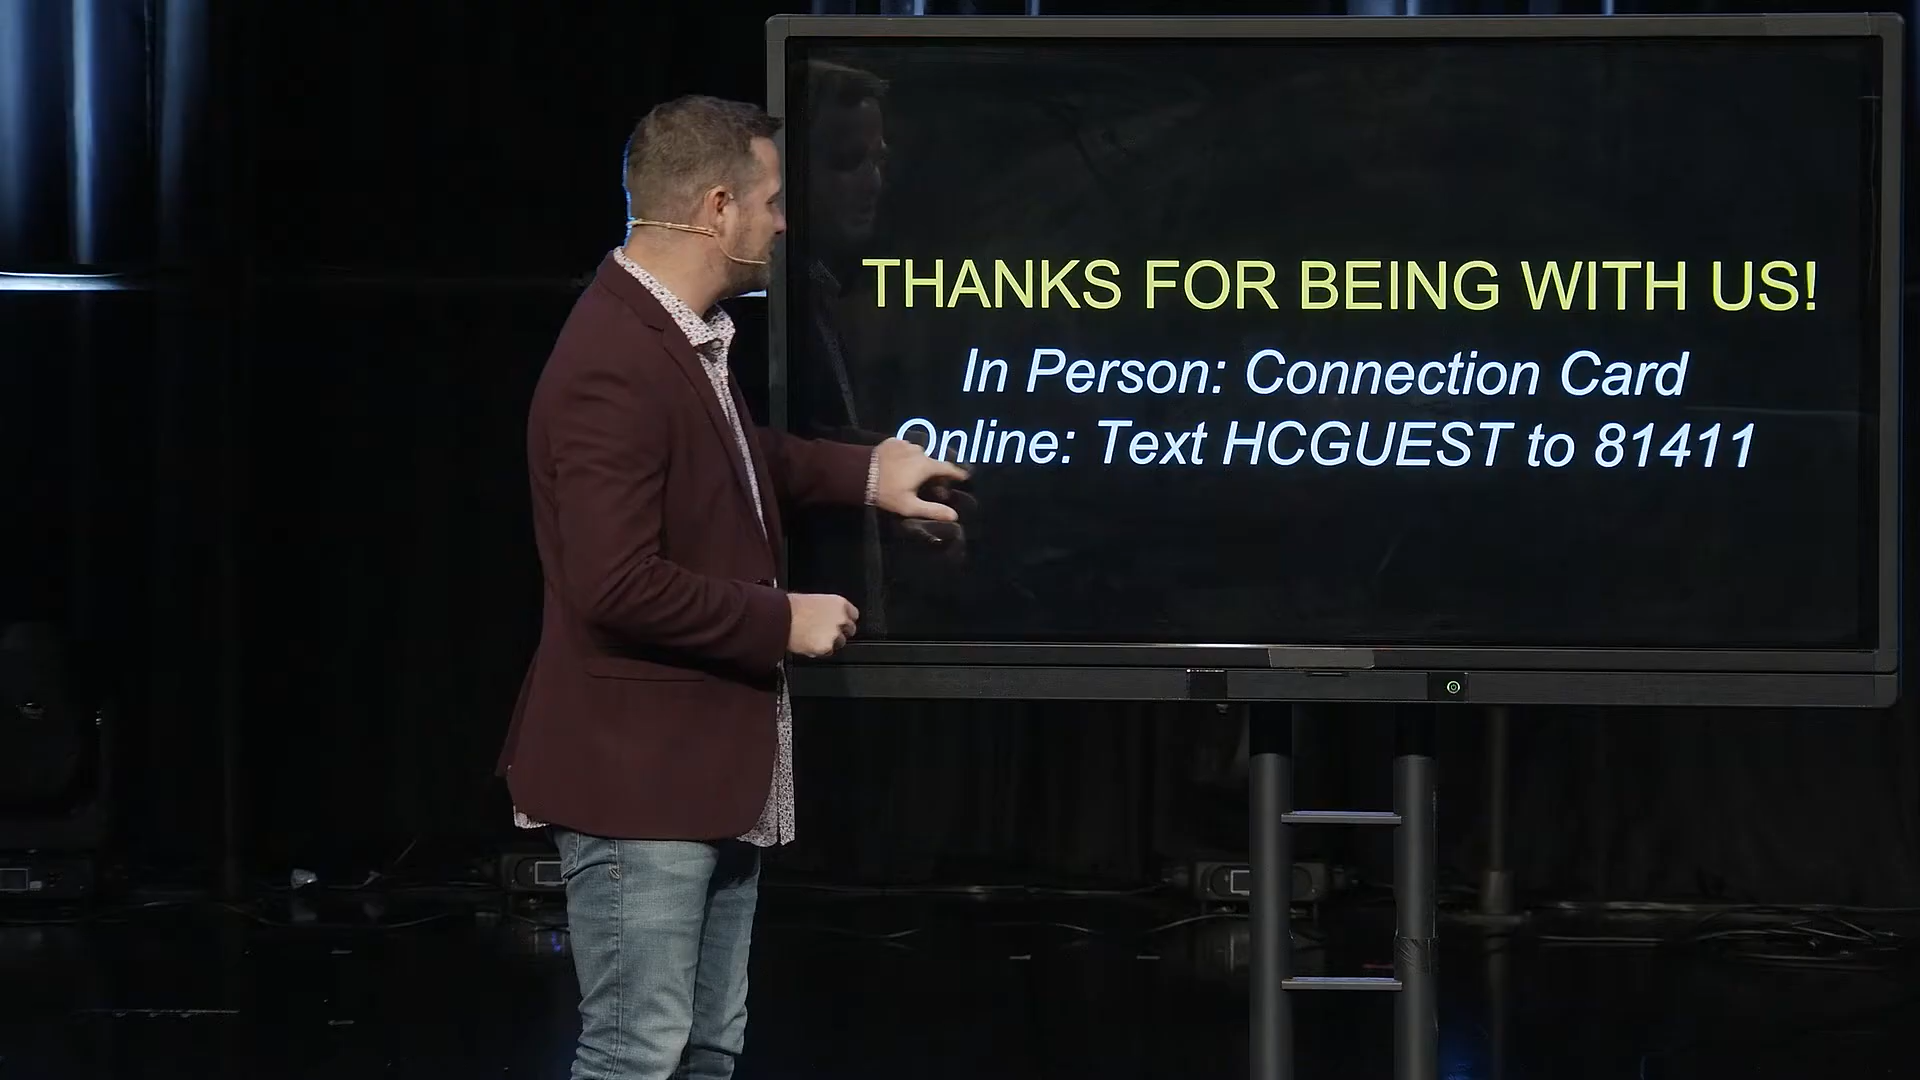 THANKS FOR BEING WITH US!
In Person: Connection Card
Online: Text HCGUEST to 81411